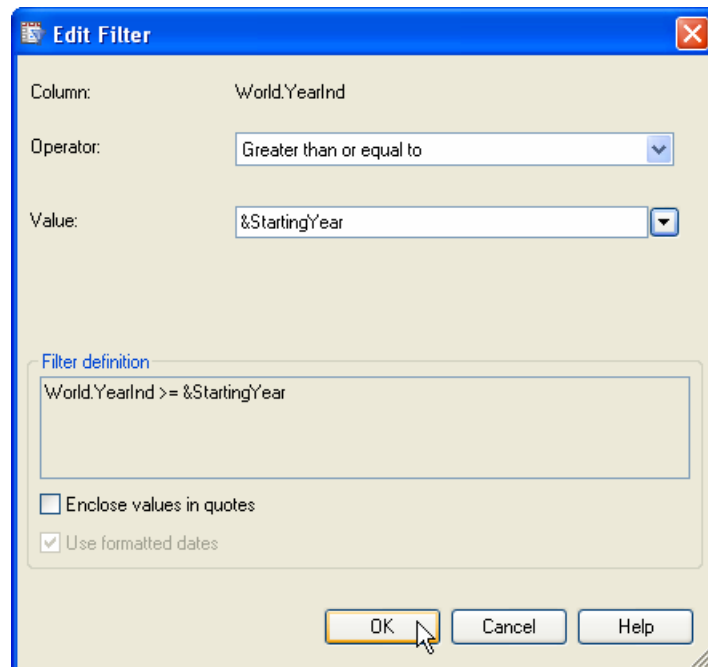 Edit Filter
Column: World.YearInd
Operator: Greater than or equal to
Value: &StartingYear
Filter definition
World.YearInd >= &StartingYear
Enclose values in quotes
Use formatted dates
OK Cancel Help